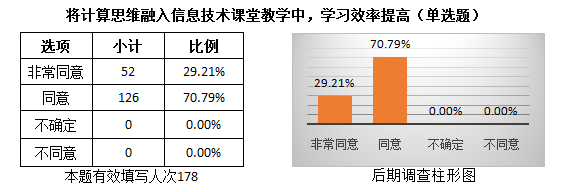 将计算思维融入信息技术课堂教学中，学习效率提高（单选题）
选项 小计 比例
非常同意 52 29.21%
同意 126 70.79%
不确定 0 0.00%
不同意 0 0.00%
本题有效填写人次178
70.79%
29.21%
0.00% 0.00%
非常同意 同意 不确定 不同意
后期调查柱形图